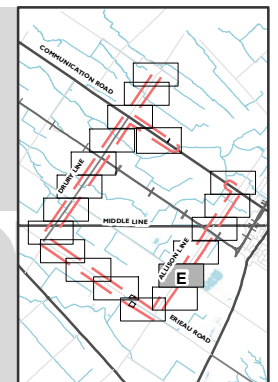 COMMUNICATION ROAD
DRURY LINE
MIDDLE LINE
ALLISON LINE
E
ERIEAU ROAD